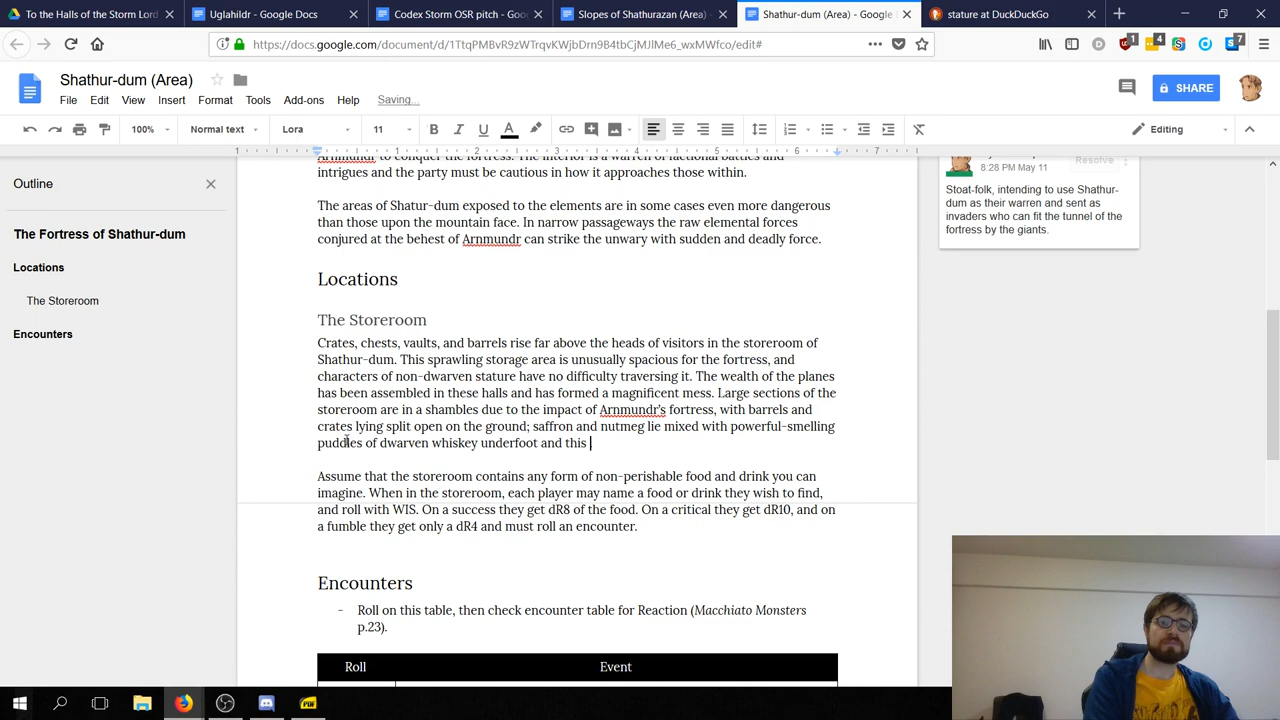 To the Halls of the Storm Lord
Uglahildr - Google Docs
Codex Storm OSR pitch - Go
Slopes of Shathurazan (Area) -
Shathur-dum (Area) - Google
stature at DuckDuckGo
https://docs.google.com/document/d/1TtqPMBvR9zWTrqvKWjbDrn9B4tbCjMJlMe6_wxMWfco/edit#
1
4
7
Shathur-dum (Area)
File Edit View Insert Format Tools Add-ons Help Saving...
SHARE
100% Normal text Lora 11 B I U A Editing
1 1 2 3 4 5 6 7
Outline
The Fortress of Shathur-dum
Locations
The Storeroom
Encounters
Arnmundr to conquer the fortress. The interior is a warren of factional battles and
intrigues and the party must be cautious in how it approaches those within.
The areas of Shatur-dum exposed to the elements are in some cases even more dangerous
than those upon the mountain face. In narrow passageways the raw elemental forces
conjured at the behest of Arnmundr can strike the unwary with sudden and deadly force.
Locations
The Storeroom
Crates, chests, vaults, and barrels rise far above the heads of visitors in the storeroom of
Shathur-dum. This sprawling storage area is unusually spacious for the fortress, and
characters of non-dwarven stature have no difficulty traversing it. The wealth of the planes
has been assembled in these halls and has formed a magnificent mess. Large sections of the
storeroom are in a shambles due to the impact of Arnmundr's fortress, with barrels and
crates lying split open on the ground; saffron and nutmeg lie mixed with powerful-smelling
puddles of dwarven whiskey underfoot and this
Assume that the storeroom contains any form of non-perishable food and drink you can
imagine. When in the storeroom, each player may name a food or drink they wish to find,
and roll with WIS. On a success they get dR8 of the food. On a critical they get dR10, and on
a fumble they get only a dR4 and must roll an encounter.
Encounters
- Roll on this table, then check encounter table for Reaction (Macchiato Monsters
p.23).
Roll Event
Resolve
8:28 PM May 11
Stoat-folk, intending to use Shathur-
dum as their warren and sent as
invaders who can fit the tunnel of the
fortress by the giants.
PDF